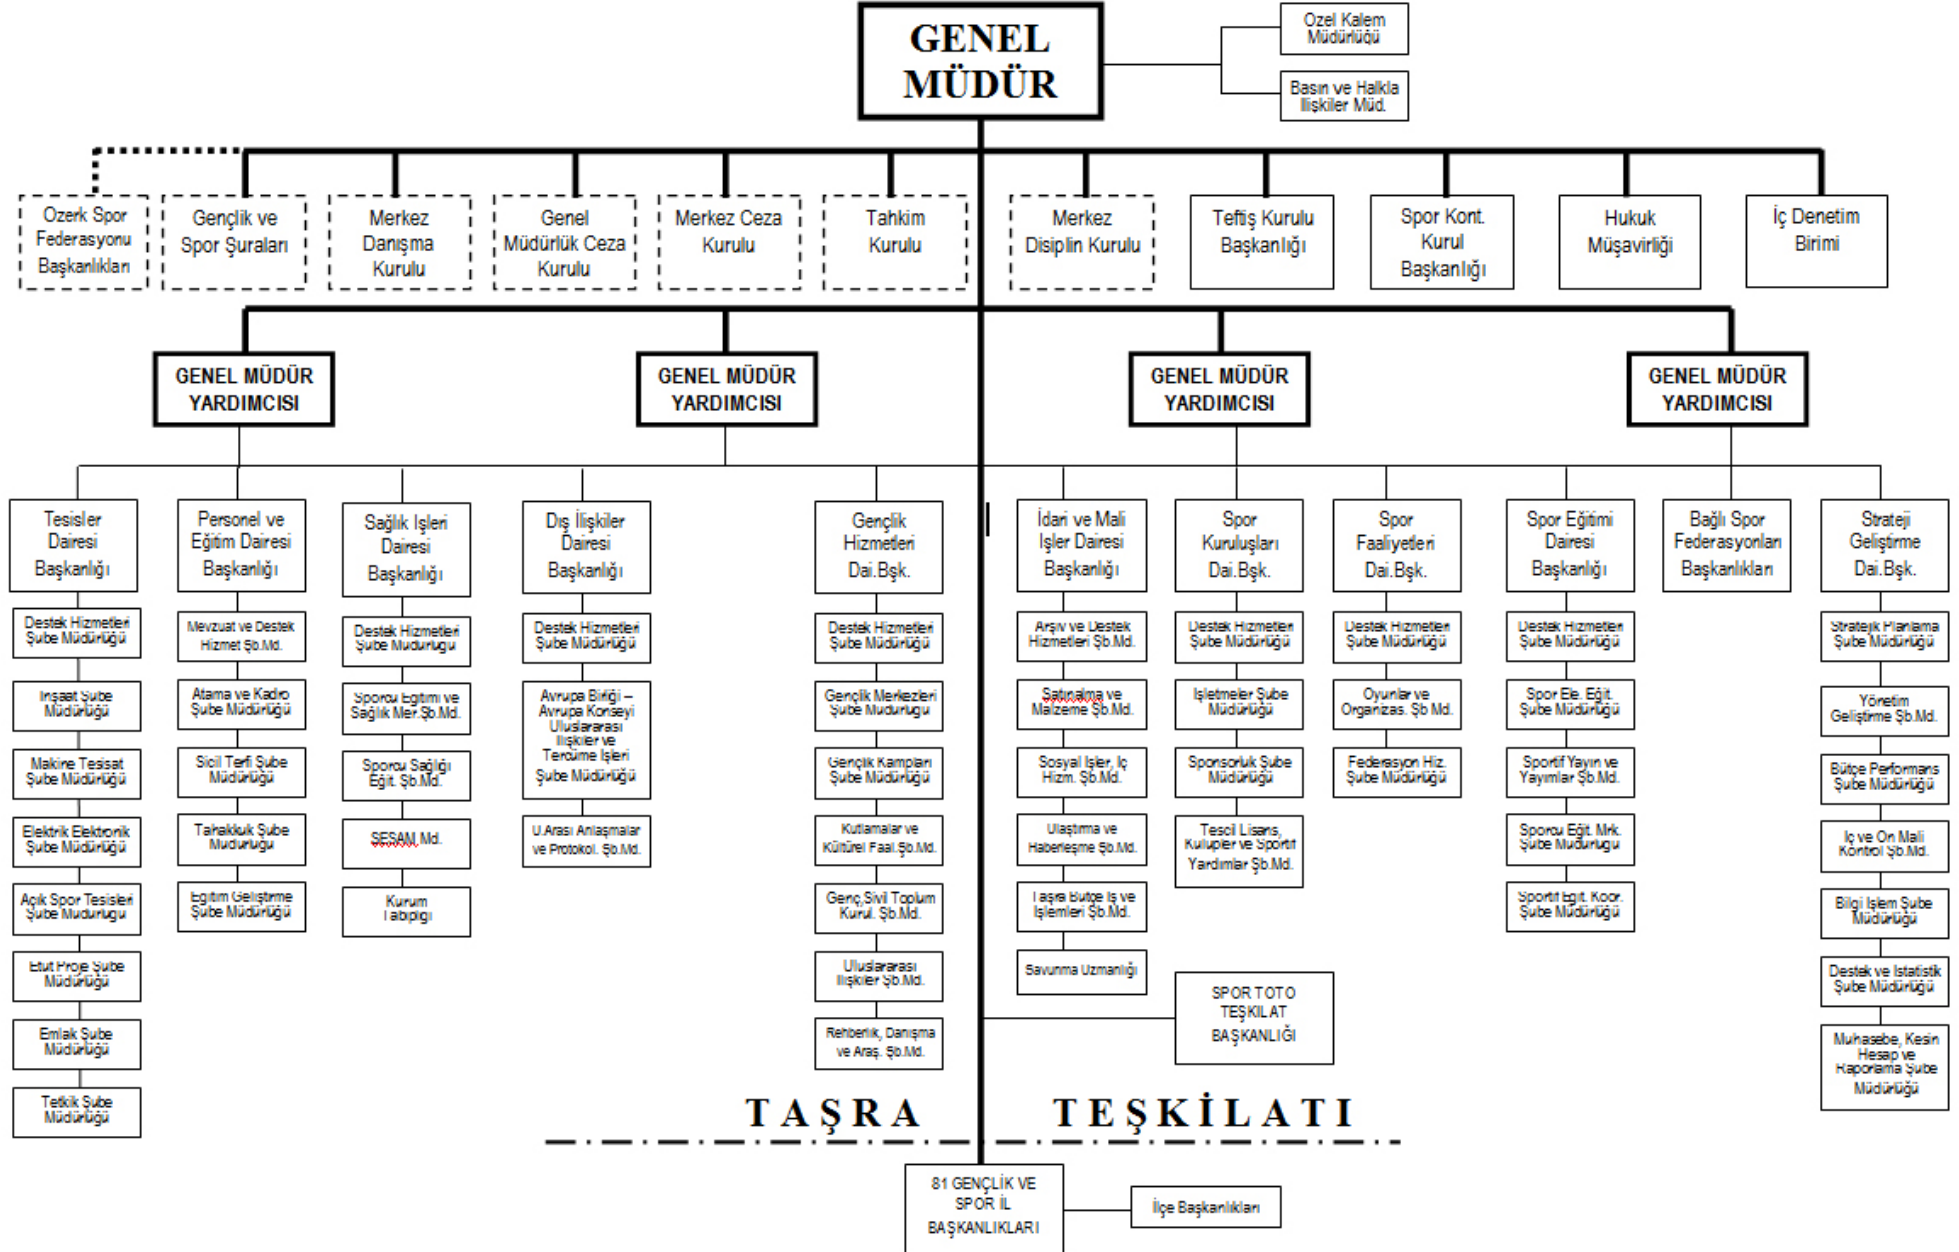 GENEL
MÜDÜR
Özel Kalem
Müdürlüğü
Basın ve Halkla
İlişkiler Müd.
Özerk Spor
Federasyonu
Başkanlıkları
Gençlik ve
Spor Şuraları
Merkez
Danışma
Kurulu
Genel
Müdürlük Ceza
Kurulu
Merkez Ceza
Kurulu
Tahkim
Kurulu
Merkez
Disiplin Kurulu
Teftiş Kurulu
Başkanlığı
Spor Kont.
Kurul
Başkanlığı
Hukuk
Müşavirliği
İç Denetim
Birimi
GENEL MÜDÜR
YARDIMCISI
GENEL MÜDÜR
YARDIMCISI
GENEL MÜDÜR
YARDIMCISI
GENEL MÜDÜR
YARDIMCISI
Tesisler
Dairesi
Başkanlığı
Destek Hizmetleri
Şube Müdürlüğü
İnşaat Şube
Müdürlüğü
Makine Tesisat
Şube Müdürlüğü
Elektrik Elektronik
Şube Müdürlüğü
Açık Spor Tesisleri
Şube Müdürlüğü
Etüt Proje Şube
Müdürlüğü
Emlak Şube
Müdürlüğü
Tetkik Şube
Müdürlüğü
Personel ve
Eğitim Dairesi
Başkanlığı
Mevzuat ve Destek
Hizmet Şb.Md.
Atama ve Kadro
Şube Müdürlüğü
Sicil Terfi Şube
Müdürlüğü
Tahakkuk Şube
Müdürlüğü
Eğitim Geliştirme
Şube Müdürlüğü
Sağlık İşleri
Dairesi
Başkanlığı
Destek Hizmetleri
Şube Müdürlüğü
Sporcu Eğitimi ve
Sağlık Mer.Şb.Md.
Sporcu Sağlığı
Eğit. Şb.Md.
SESAM Md.
Kurum
Tabipliği
Dış İlişkiler
Dairesi
Başkanlığı
Destek Hizmetleri
Şube Müdürlüğü
Avrupa Birliği –
Avrupa Konseyi
Uluslararası
İlişkiler ve
Tercüme İşleri
Şube Müdürlüğü
U.Arası Anlaşmalar
ve Protokol. Şb.Md.
Gençlik
Hizmetleri
Dai.Bşk.
Destek Hizmetleri
Şube Müdürlüğü
Gençlik Merkezleri
Şube Müdürlüğü
Gençlik Kampları
Şube Müdürlüğü
Kutlamalar ve
Kültürel Faal.Şb.Md.
Genç,Sivil Toplum
Kurul. Şb.Md.
Uluslararası
İlişkiler Şb.Md.
Rehberlik, Danışma
ve Araş. Şb.Md.
İdari ve Mali
İşler Dairesi
Başkanlığı
Arşiv ve Destek
Hizmetleri Şb.Md.
Satınalma ve
Malzeme Şb.Md.
Sosyal İşler, İç
Hizm. Şb.Md.
Ulaştırma ve
Haberleşme Şb.Md.
Taşra Bütçe İş ve
İşlemleri Şb.Md.
Savunma Uzmanlığı
Spor
Kuruluşları
Dai.Bşk.
Destek Hizmetleri
Şube Müdürlüğü
İşletmeler Şube
Müdürlüğü
Sponsorluk Şube
Müdürlüğü
Tescil Lisans,
Kulüpler ve Sportif
Yardımlar Şb.Md.
Spor
Faaliyetleri
Dai.Bşk.
Destek Hizmetleri
Şube Müdürlüğü
Oyunlar ve
Organizas. Şb Md.
Federasyon Hiz.
Şube Müdürlüğü
Spor Eğitimi
Dairesi
Başkanlığı
Destek Hizmetleri
Şube Müdürlüğü
Spor Ele. Eğit.
Şube Müdürlüğü
Sportif Yayın ve
Yayımlar Şb.Md.
Sporcu Eğit. Mrk.
Şube Müdürlüğü
Sportif Eğit. Koor.
Şube Müdürlüğü
Bağlı Spor
Federasyonları
Başkanlıkları
Strateji
Geliştirme
Dai.Bşk.
Stratejik Planlama
Şube Müdürlüğü
Yönetim
Geliştirme Şb.Md.
Bütçe Performans
Şube Müdürlüğü
İç ve Ön Mali
Kontrol Şb.Md.
Bilgi İşlem Şube
Müdürlüğü
Destek ve İstatistik
Şube Müdürlüğü
Muhasebe, Kesin
Hesap ve
Raporlama Şube
Müdürlüğü
SPOR TOTO
TEŞKILAT
BAŞKANLIĞI
TAŞRA TEŞKİLATI
81 GENÇLİK VE
SPOR İL
BAŞKANLIKLARI
İlçe Başkanlıkları